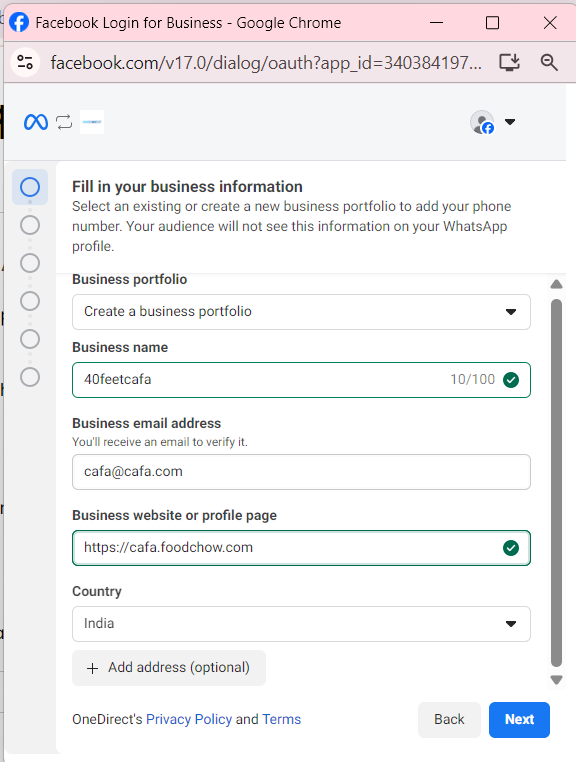 Facebook Login for Business - Google Chrome
facebook.com/v17.0/dialog/oauth?app_id=340384197...
Fill in your business information
Select an existing or create a new business portfolio to add your phone
number. Your audience will not see this information on your WhatsApp
profile.
Business portfolio
Create a business portfolio
Business name
40feetcafa 10/100
Business email address
You'll receive an email to verify it.
cafa@cafa.com
Business website or profile page
https://cafa.foodchow.com
Country
India
+ Add address (optional)
OneDirect's Privacy Policy and Terms
Back
Next